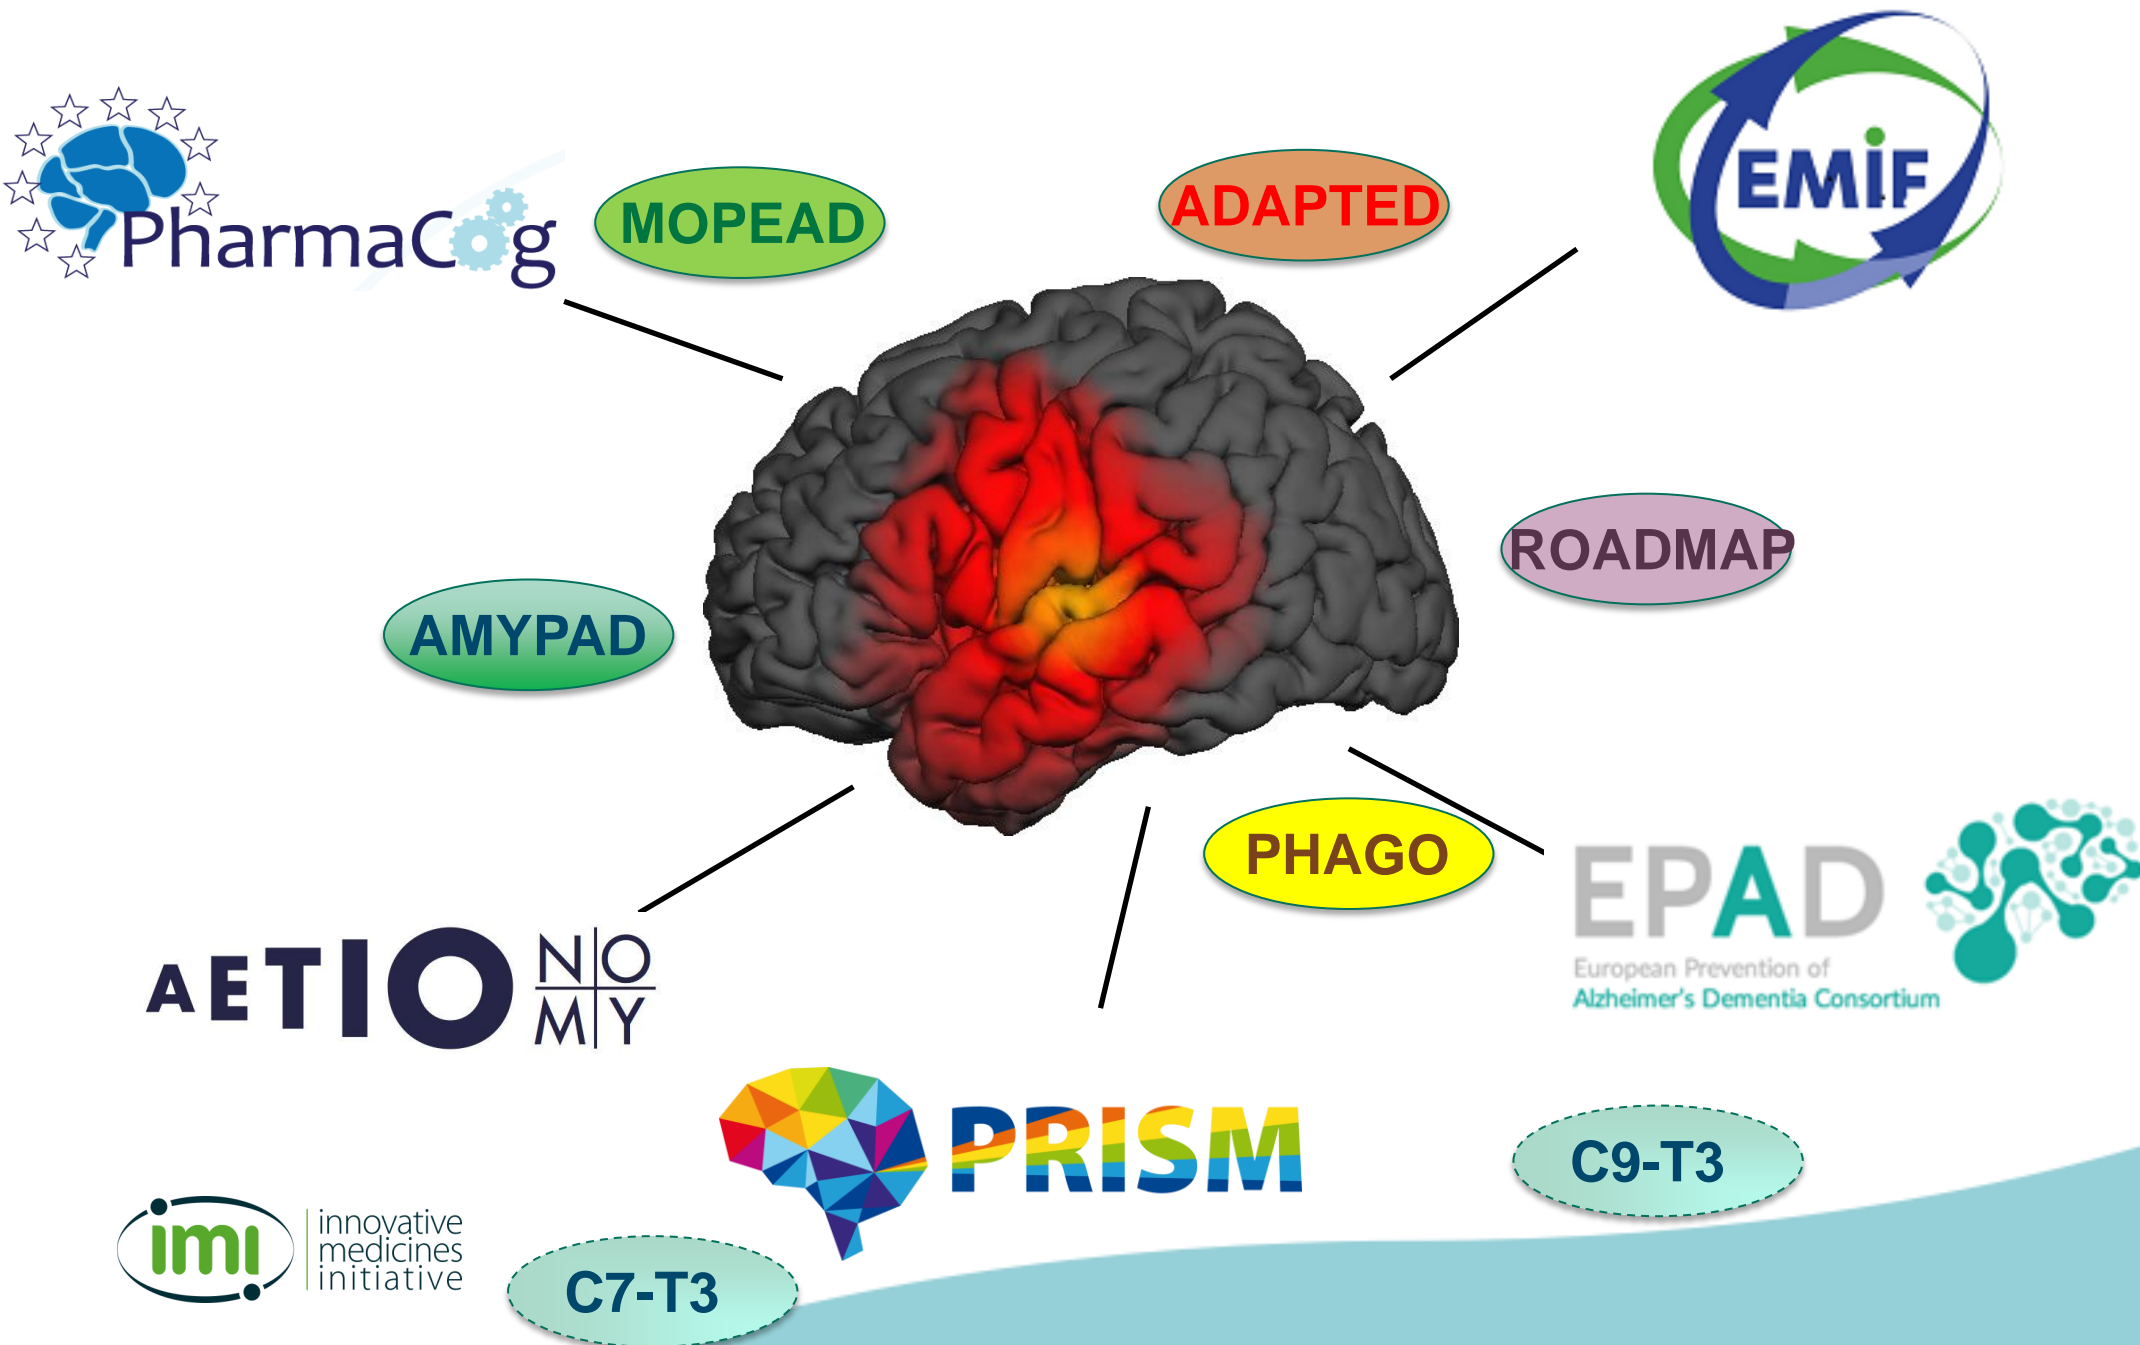 PharmaCog
MOPEAD
ADAPTED
EMiF
ROADMAP
AMYPAD
PHAGO
EPAD
European Prevention of
Alzheimer's Dementia Consortium
AETIO
NO
MY
PRISM
C9-T3
imi
innovative
medicines
initiative
C7-T3